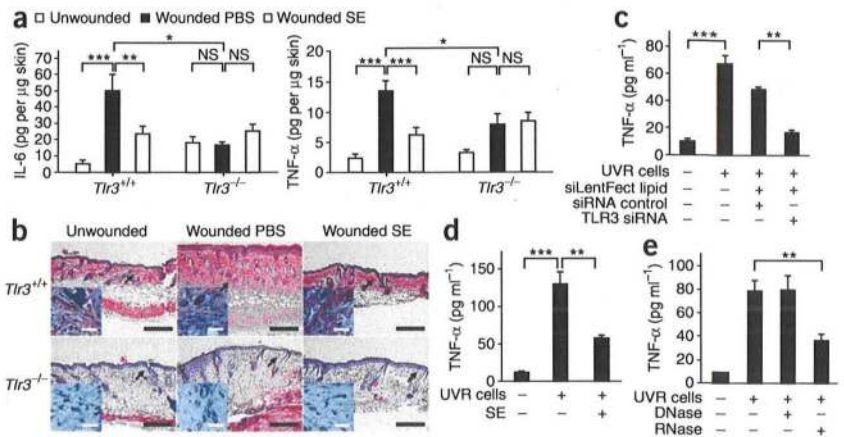 □ Unwounded ■ Wounded PBS □ Wounded SE
a
IL-6 (pg per μg skin)
70
60
50
40
30
20
10
0
***
**
*
NS
NS
Tlr3+/+
Tlr3−/−
TNF-α (pg per μg skin)
20
15
10
5
0
***
***
*
NS
NS
Tlr3+/+
Tlr3−/−
b
Unwounded Wounded PBS Wounded SE
Tlr3+/+
Tlr3−/−
c
TNF-α (pg ml−1)
80
60
40
20
0
***
**
UVR cells − + + +
siLentFect lipid − − + +
siRNA control − − + −
TLR3 siRNA − − − +
d
TNF-α (pg ml−1)
150
100
50
0
***
**
UVR cells − + +
SE − − +
e
TNF-α (pg ml−1)
100
80
60
40
20
0
**
UVR cells − + + +
DNase − − + −
RNase − − − +